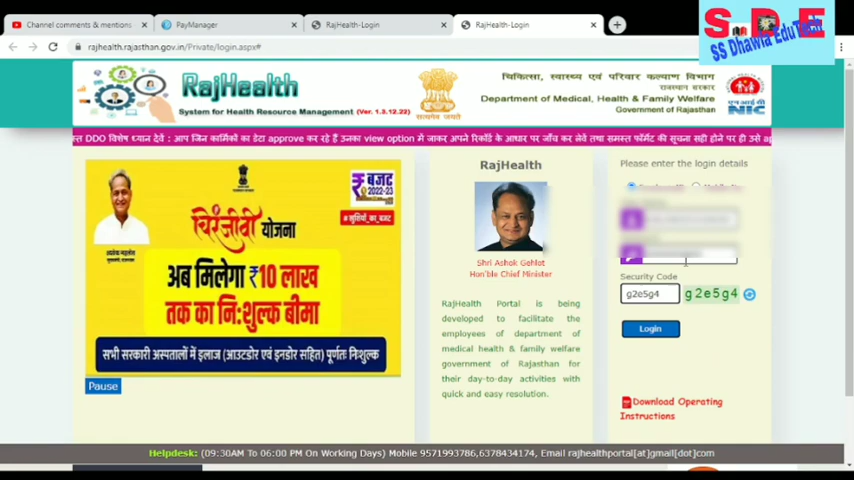 Channel comments & mentions
PayManager
RajHealth-Login
RajHealth-Login
rajhealth.rajasthan.gov.in/Private/login.aspx#
S D E
SS Dhawla EduTech
RajHealth
System for Health Resource Management (Ver. 1.3.12.22)
सत्यमेव जयते
चिकित्सा, स्वास्थ्य एवं परिवार कल्याण विभाग
राजस्थान सरकार
Department of Medical, Health & Family Welfare
Government of Rajasthan
एन आई सी
NIC
स्त DDO विशेष ध्यान देवें : आप जिन कार्मिकों का डेटा approve कर रहे हैं उनका view option में जाकर अपने रिकॉर्ड के आधार पर जाँच कर लेवें तथा समस्त फॉर्मेट की सूचना सही होने पर ही उसे ap
बजट
2022-23
#खुशियों_का_बजट
चिरंजीवी योजना
अब मिलेगा ₹10 लाख
तक का नि:शुल्क बीमा
सभी सरकारी अस्पतालों में इलाज (आउटडोर एवं इनडोर सहित) पूर्णतः निःशुल्क
Pause
RajHealth
Shri Ashok Gehlot
Hon'ble Chief Minister
RajHealth Portal is being
developed to facilitate the
employees of department of
medical health & family welfare
government of Rajasthan for
their day-to-day activities with
quick and easy resolution.
Please enter the login details
Security Code
g2e5g4
g2e5g4
Login
Download Operating
Instructions
Helpdesk: (09:30AM To 06:00 PM On Working Days) Mobile 9571993786,6378434174, Email rajhealthportal[at]gmail[dot]com